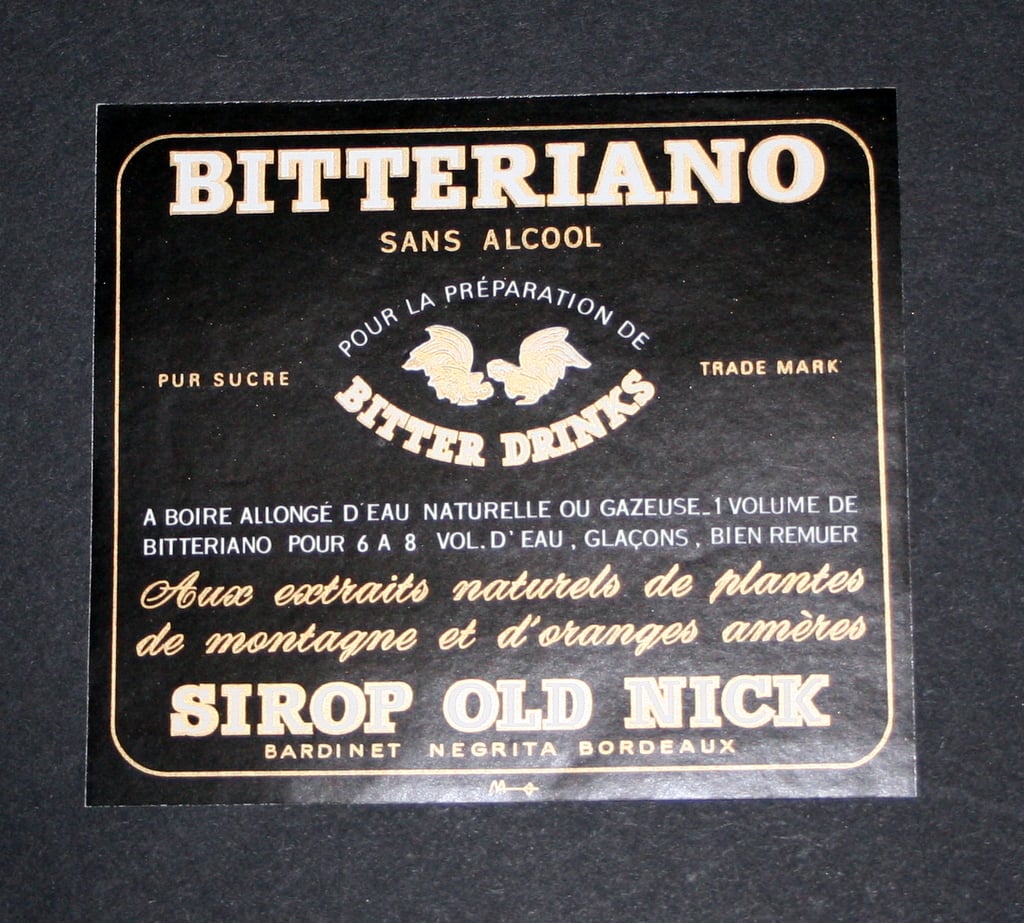 BITTERIANO
SANS ALCOOL
POUR LA PRÉPARATION DE
PUR SUCRE
TRADE MARK
BITTER DRINKS
A BOIRE ALLONGÉ D'EAU NATURELLE OU GAZEUSE_1 VOLUME DE
BITTERIANO POUR 6 A 8 VOL. D'EAU, GLAÇONS, BIEN REMUER
Aux extraits naturels de plantes
de montagne et d'oranges amères
SIROP OLD NICK
BARDINET NEGRITA BORDEAUX